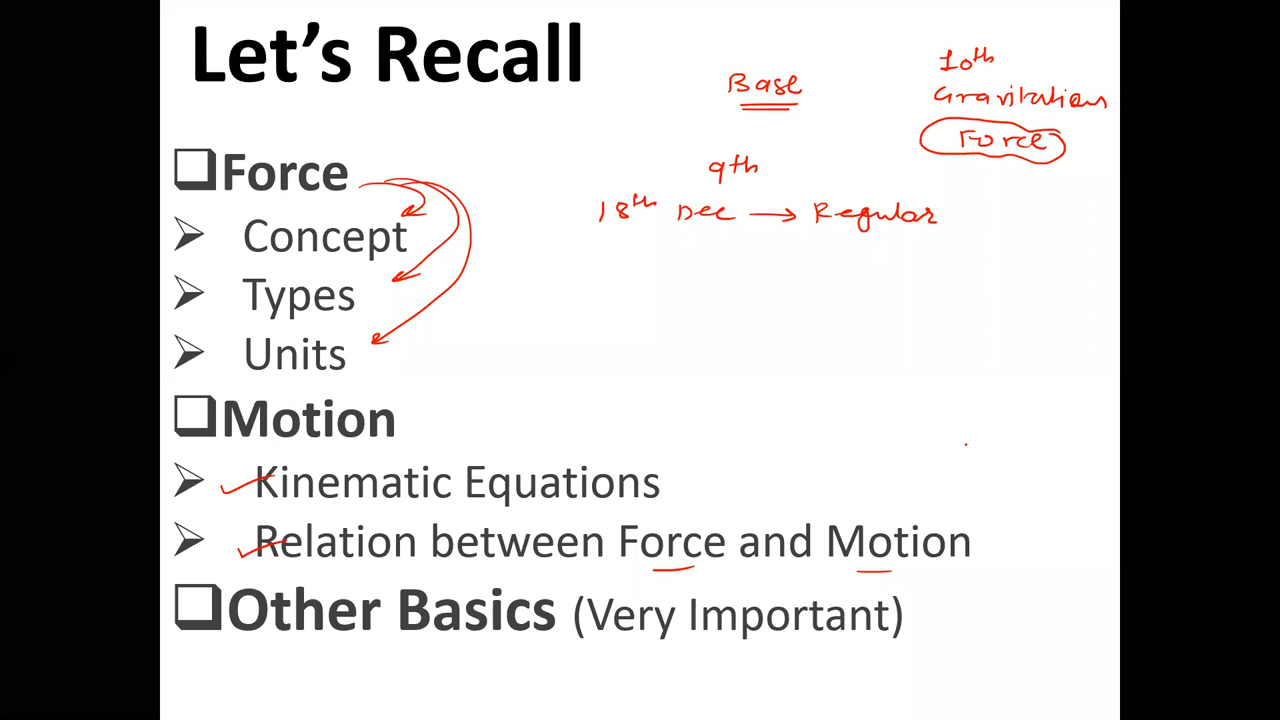 Let's Recall
Base
10th
Gravitation
Force
9th
18th Dec → Regular
❑Force
➢ Concept
➢ Types
➢ Units
❑Motion
➢ Kinematic Equations
➢ Relation between Force and Motion
❑Other Basics (Very Important)